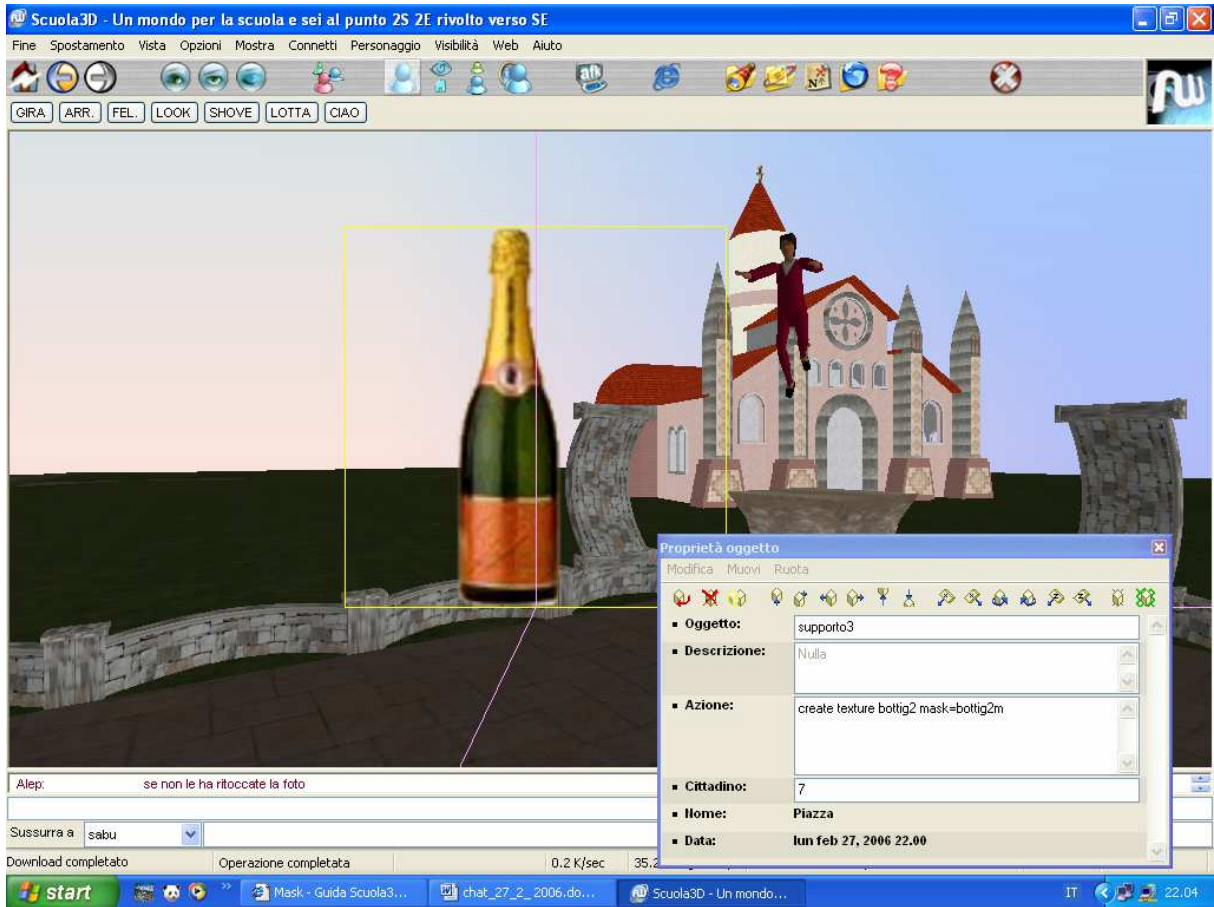 Scuola3D - Un mondo per la scuola e sei al punto 2S 2E rivolto verso SE
Fine Spostamento Vista Opzioni Mostra Connetti Personaggio Visibilità Web Aiuto
afk
GIRA ARR. FEL. LOOK SHOVE LOTTA CIAO
Proprietà oggetto
Modifica Muovi Ruota
Oggetto: supporto3
Descrizione: Nulla
Azione: create texture bottig2 mask=bottig2m
Cittadino: 7
Nome: Piazza
Data: lun feb 27, 2006 22.00
Alep: se non le ha ritoccate la foto
Sussurra a sabu
Download completato Operazione completata 0.2 K/sec
start Mask - Guida Scuola3... chat_27_2_2006.do... Scuola3D - Un mondo... IT 22.04